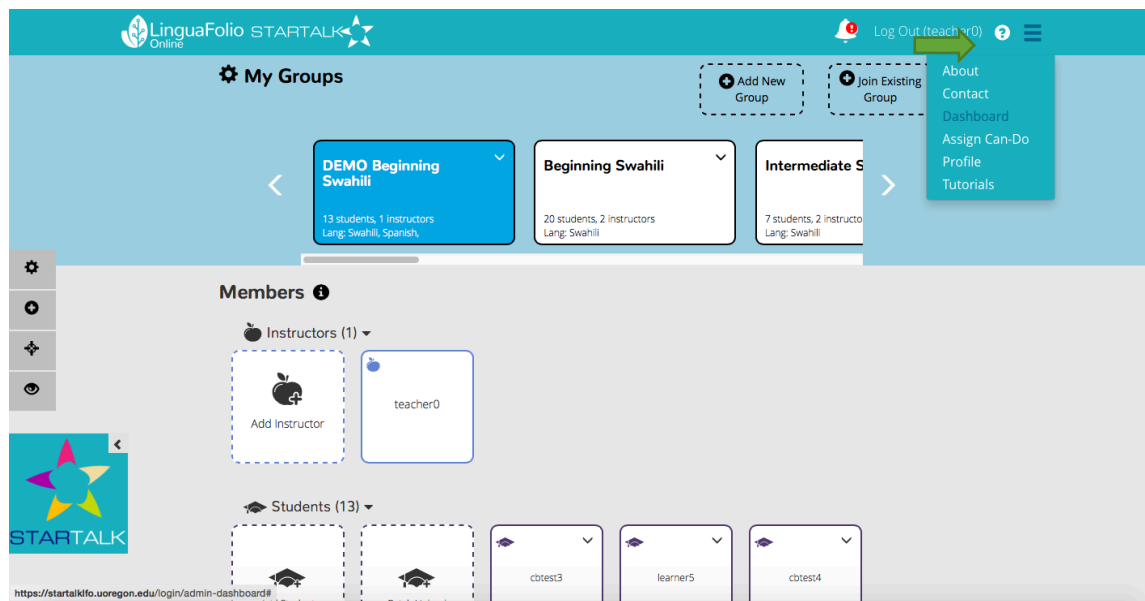 LinguaFolio
Online
STARTALK
Log Out (teacher0)
About
Contact
Dashboard
Assign Can-Do
Profile
Tutorials
My Groups
Add New
Group
Join Existing
Group
DEMO Beginning
Swahili
13 students, 1 instructors
Lang: Swahili, Spanish,
Beginning Swahili
20 students, 2 instructors
Lang: Swahili
Intermediate S
7 students, 2 instructo
Lang: Swahili
Members
Instructors (1)
Add Instructor
teacher0
STARTALK
Students (13)
cbtest3
learner5
cbtest4
https://startalklfo.uoregon.edu/login/admin-dashboard#